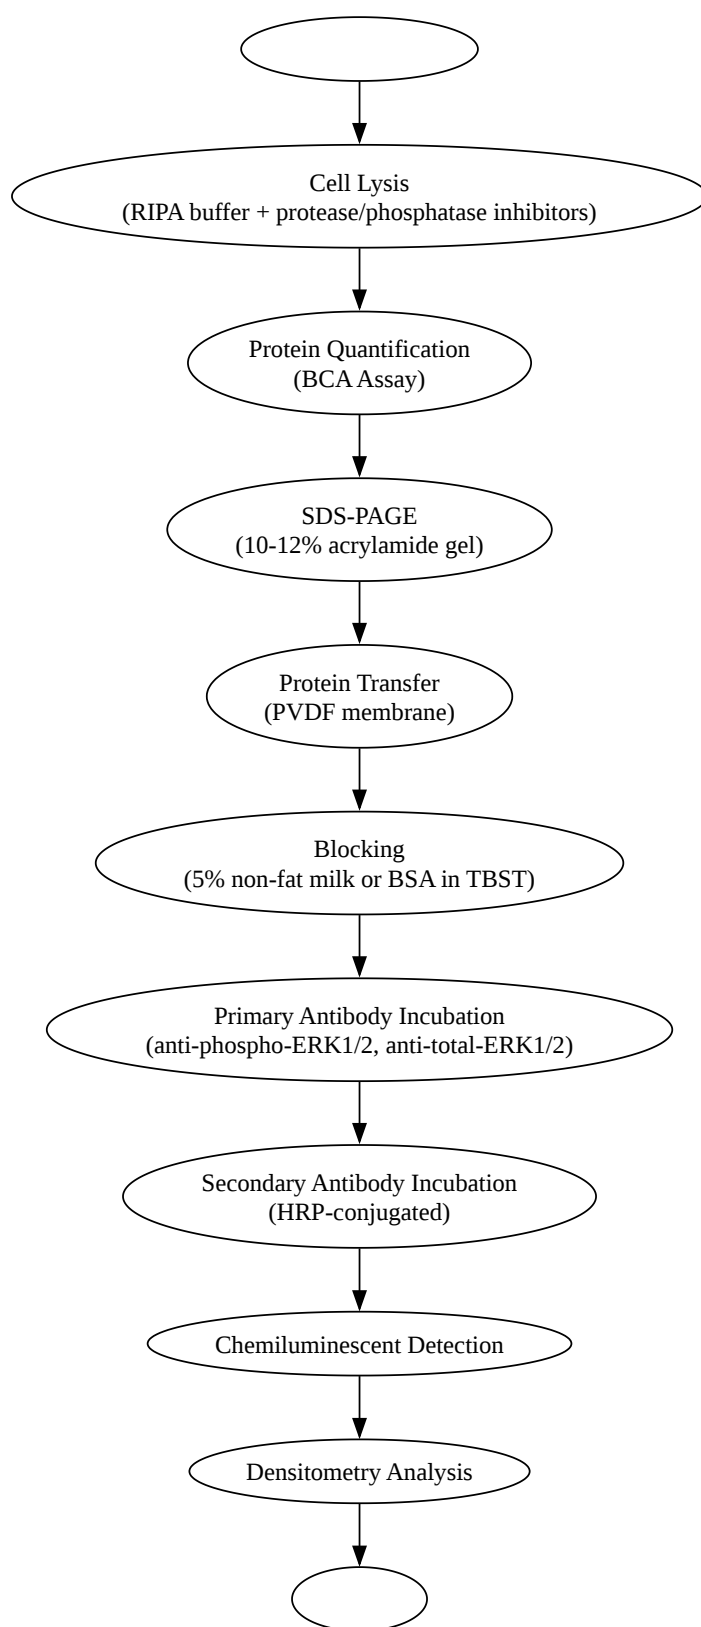 Cell Lysis
(RIPA buffer + protease/phosphatase inhibitors)
Protein Quantification
(BCA Assay)
SDS-PAGE
(10-12% acrylamide gel)
Protein Transfer
(PVDF membrane)
Blocking
(5% non-fat milk or BSA in TBST)
Primary Antibody Incubation
(anti-phospho-ERK1/2, anti-total-ERK1/2)
Secondary Antibody Incubation
(HRP-conjugated)
Chemiluminescent Detection
Densitometry Analysis